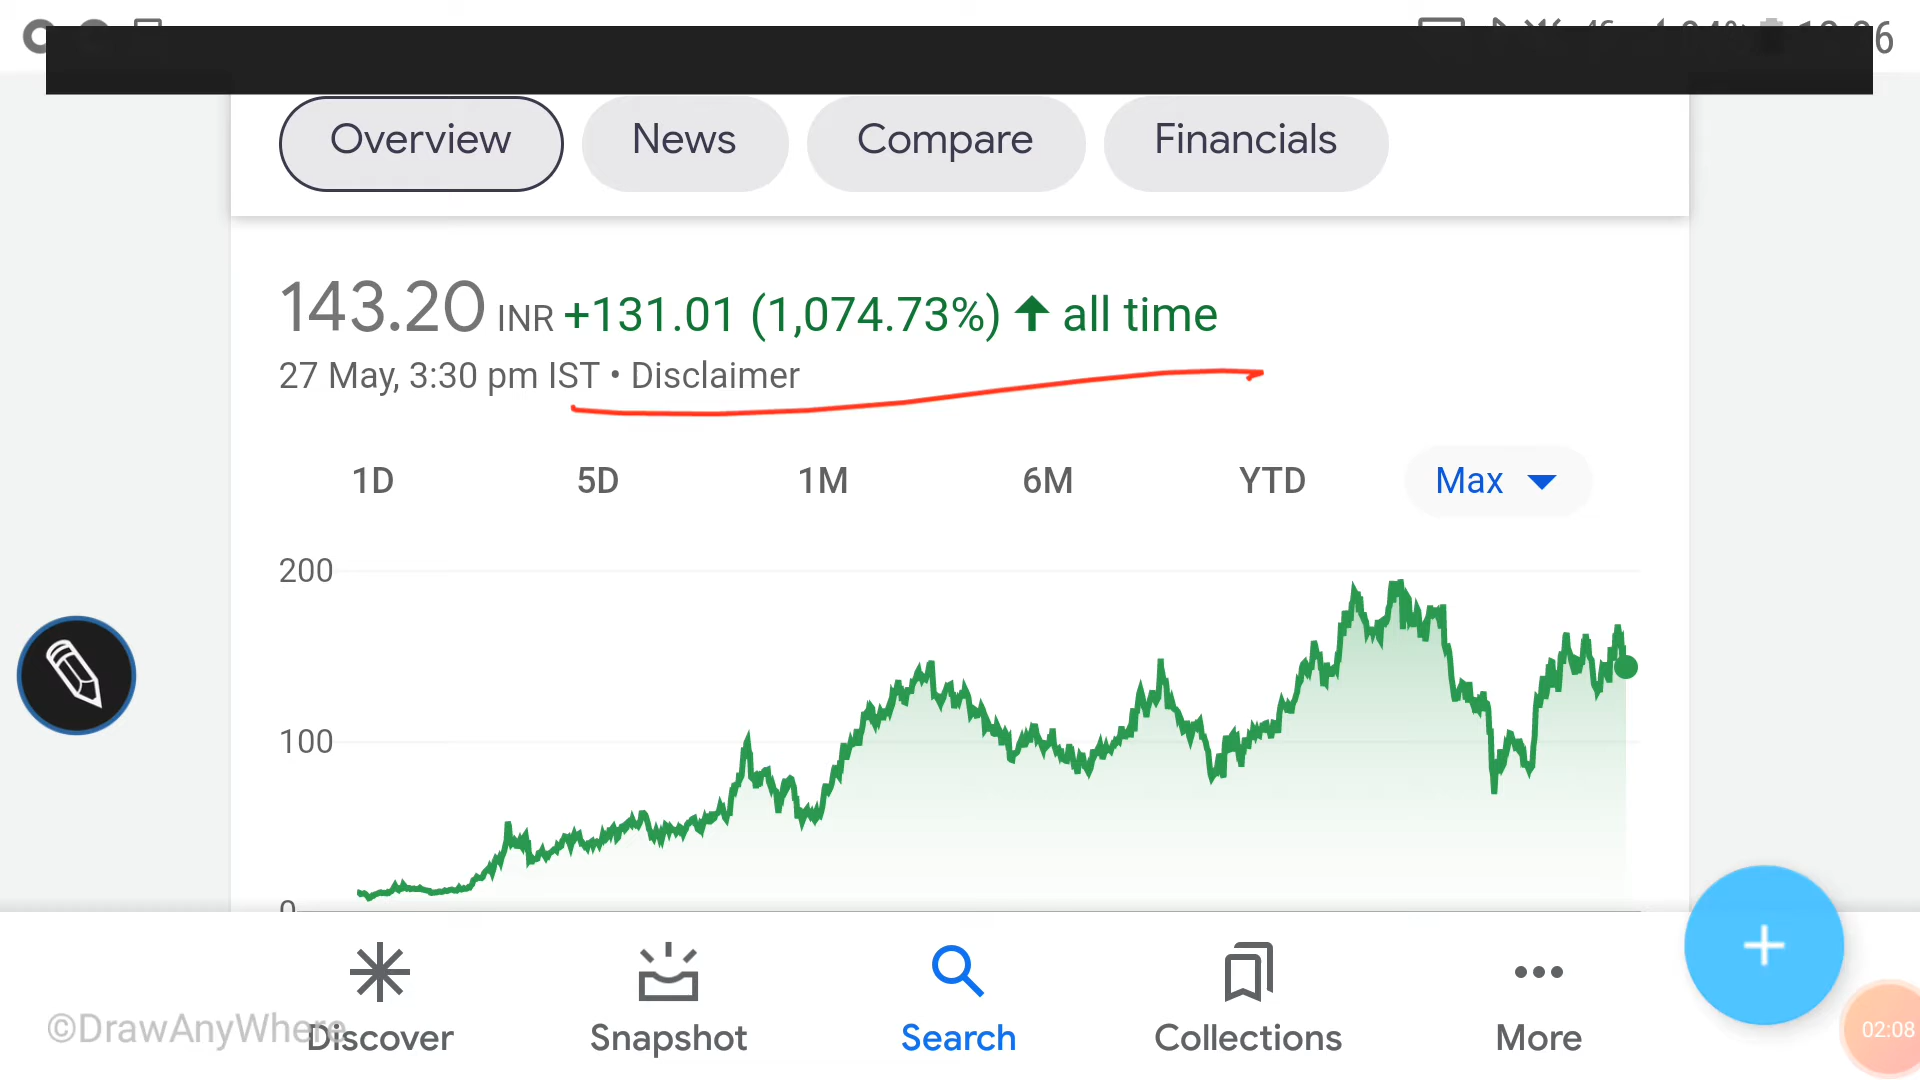 Overview News Compare Financials
143.20 INR +131.01 (1,074.73%) ↑ all time
27 May, 3:30 pm IST • Disclaimer
1D 5D 1M 6M YTD Max
200
100
0
Discover Snapshot Search Collections More
©DrawAnyWhere
02:08